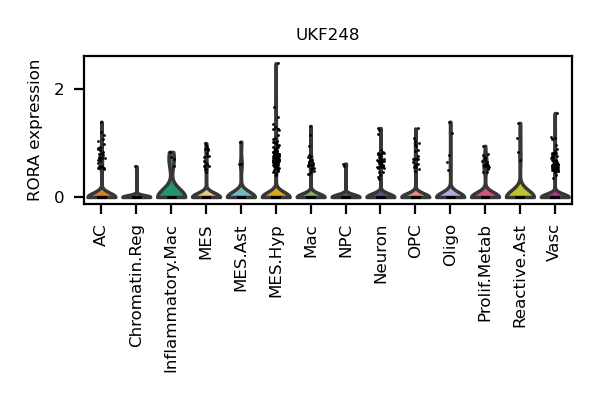 UKF248
RORA expression
2
0
AC
Chromatin.Reg
Inflammatory.Mac
MES
MES.Ast
MES.Hyp
Mac
NPC
Neuron
OPC
Oligo
Prolif.Metab
Reactive.Ast
Vasc